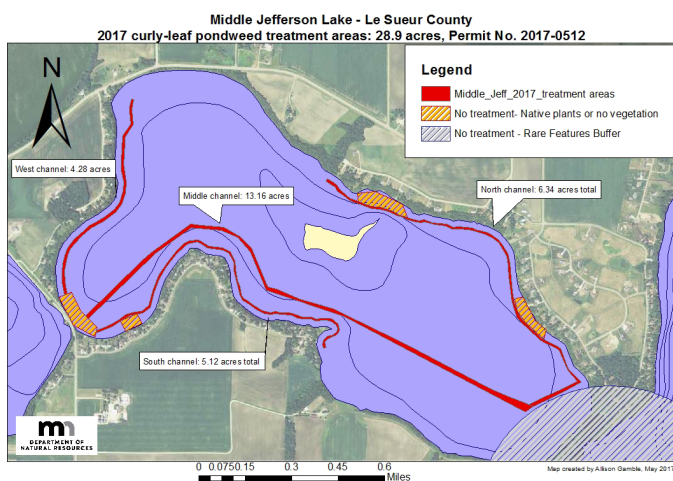 Middle Jefferson Lake - Le Sueur County
2017 curly-leaf pondweed treatment areas: 28.9 acres, Permit No. 2017-0512
N
Legend
Middle_Jeff_2017_treatment areas
No treatment- Native plants or no vegetation
No treatment - Rare Features Buffer
West channel: 4.28 acres
Middle channel: 13.16 acres
North channel: 6.34 acres total
South channel: 5.12 acres total
mn
DEPARTMENT OF
NATURAL RESOURCES
0 0.0750.15 0.3 0.45 0.6
Miles
Map created by Allison Gamble, May 2017